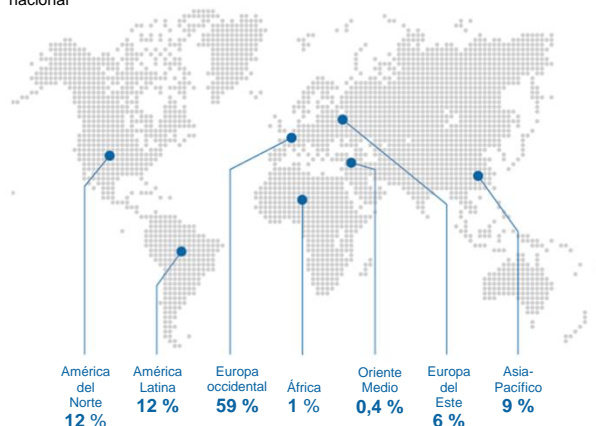 nacional
América
del
Norte
12 %
América
Latina
12 %
Europa
occidental
59 %
África
1 %
Oriente
Medio
0,4 %
Europa
del
Este
6 %
Asia-
Pacífico
9 %